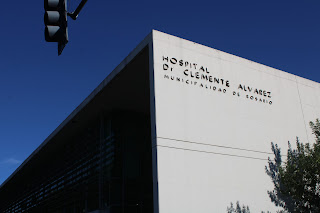 HOSPITAL
Dr CLEMENTE ALVAREZ
MUNICIPALIDAD DE ROSARIO